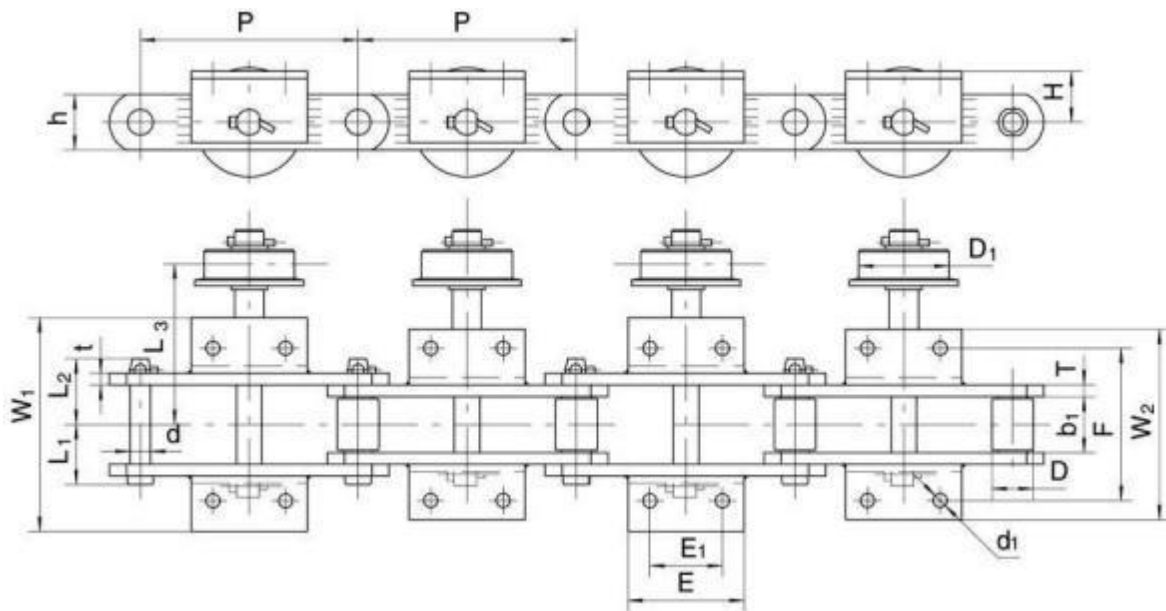 P P
h H
D₁
W₁ L₂ t L₃ T
L₁ d b₁ F W₂
D
E₁ d₁
E